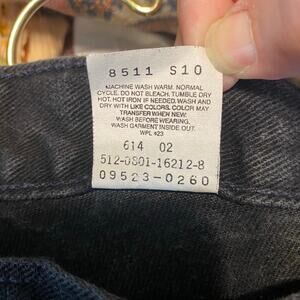 8511 S10
MACHINE WASH WARM. NORMAL
CYCLE. DO NOT BLEACH. TUMBLE DRY
HOT. HOT IRON IF NEEDED. WASH AND
DRY WITH LIKE COLORS. COLOR MAY
TRANSFER WHEN NEW.
WASH BEFORE WEARING.
WASH GARMENT INSIDE OUT.
WPL 423
614 02
512-0801-16212-8
09523-0260